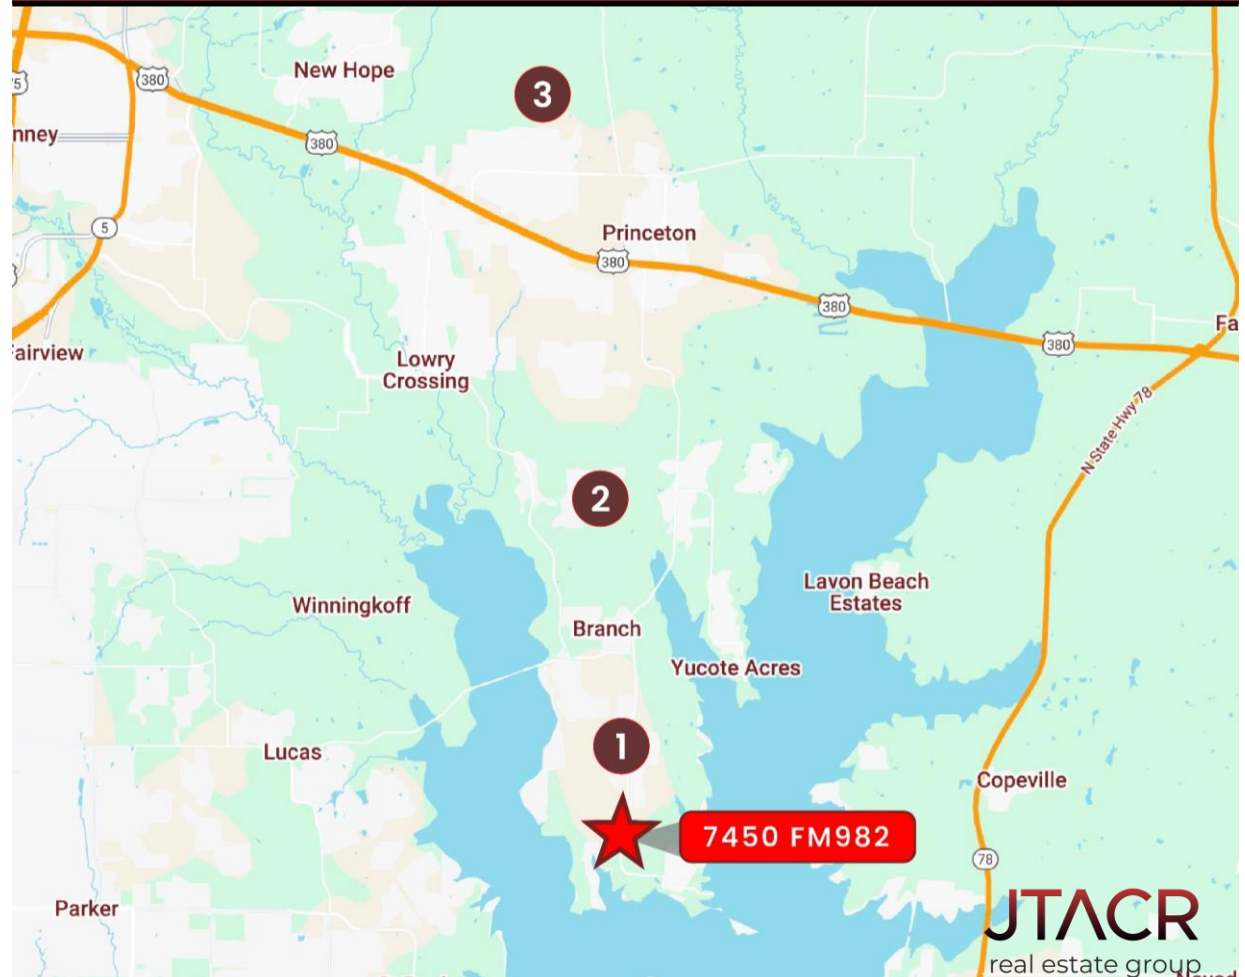 New Hope
3
380
5
nney
380
5
Princeton
380
380
Fa
380
airview
Lowry
Crossing
N State Hwy 78
2
Lavon Beach
Estates
Winningkoff
Branch
Yucote Acres
1
Lucas
Copeville
7450 FM982
78
Parker
JTACR
real estate group